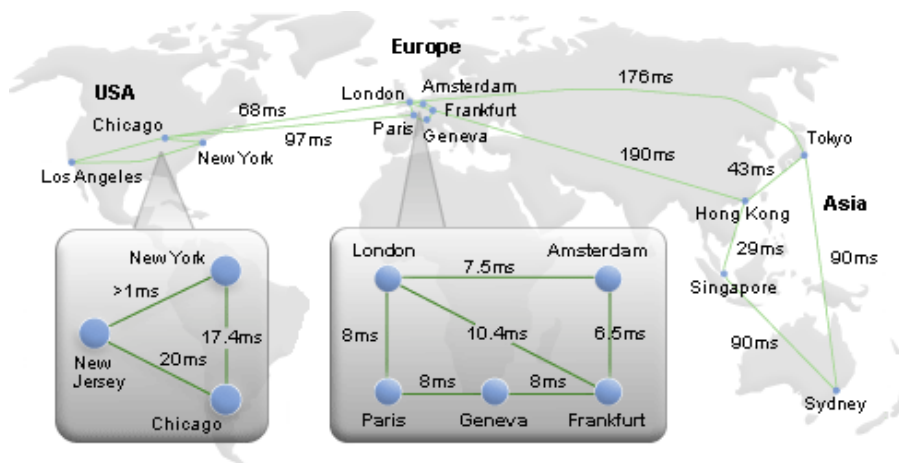 Europe
USA
London
Amsterdam
176ms
68ms
Frankfurt
Chicago
Paris
Geneva
97ms
New York
Tokyo
Los Angeles
190ms
43ms
Hong Kong
Asia
29ms
90ms
Singapore
90ms
Sydney
New York
>1ms
17.4ms
20ms
New
Jersey
Chicago
London
7.5ms
Amsterdam
8ms
10.4ms
6.5ms
8ms
8ms
Paris
Geneva
Frankfurt